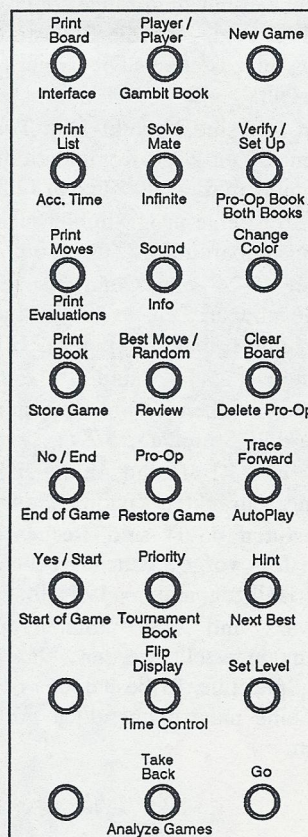 Print
Board
Player /
Player
New Game
Interface
Gambit Book
Print
List
Solve
Mate
Verify /
Set Up
Acc. Time
Infinite
Pro-Op Book
Both Books
Print
Moves
Sound
Change
Color
Print
Evaluations
Info
Print
Book
Best Move /
Random
Clear
Board
Store Game
Review
Delete Pro-Op
No / End
Pro-Op
Trace
Forward
End of Game
Restore Game
AutoPlay
Yes / Start
Priority
Hint
Start of Game
Tournament
Book
Next Best
Flip
Display
Set Level
Time Control
Take
Back
Go
Analyze Games